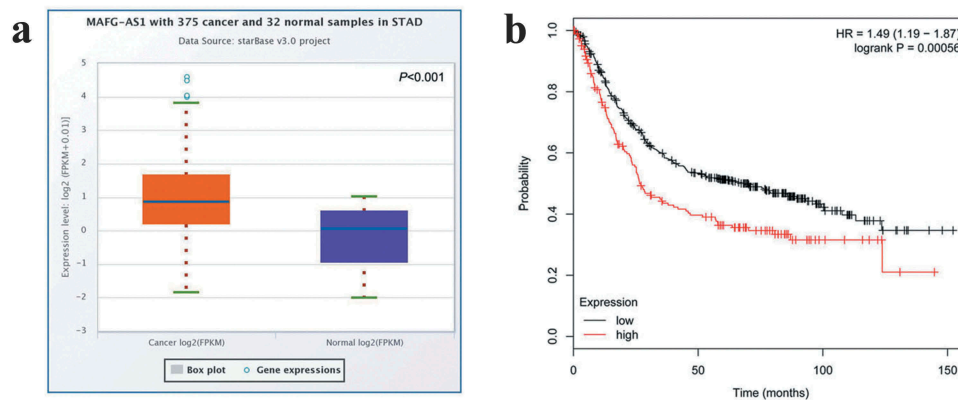 a
MAFG-AS1 with 375 cancer and 32 normal samples in STAD
Data Source: starBase v3.0 project
P<0.001
Expression level: log2 (FPKM+0.01)]
5
4
3
2
1
0
-1
-2
-3
Cancer log2(FPKM)
Normal log2(FPKM)
Box plot
Gene expressions
b
HR = 1.49 (1.19 − 1.87)
logrank P = 0.00056
Probability
1.0
0.8
0.6
0.4
0.2
0.0
Expression
low
high
0
50
100
150
Time (months)